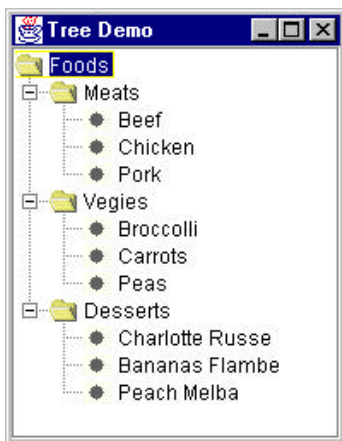 Tree Demo
Foods
Meats
Beef
Chicken
Pork
Vegies
Broccolli
Carrots
Peas
Desserts
Charlotte Russe
Bananas Flambe
Peach Melba